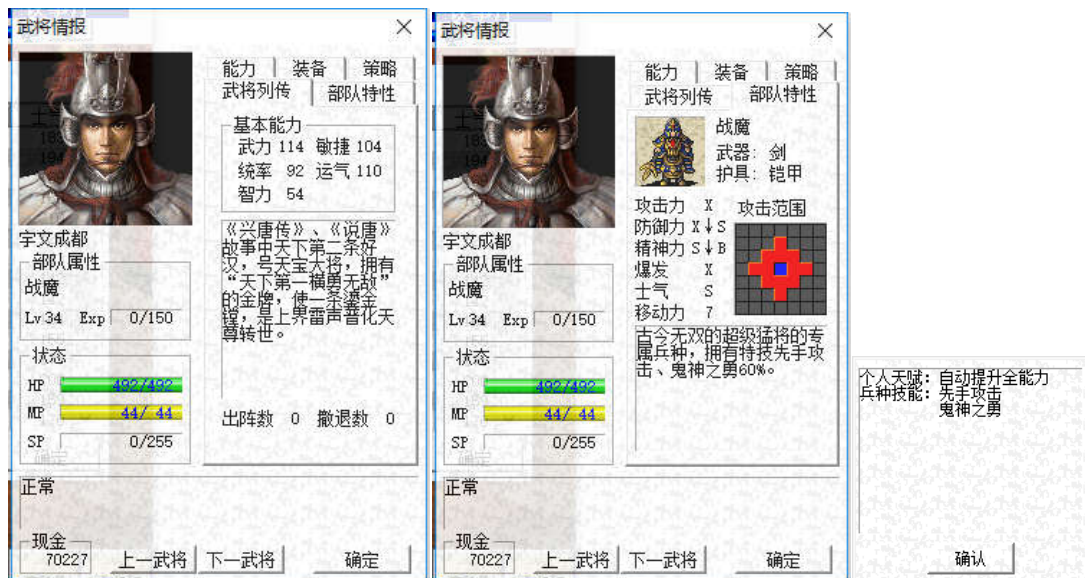 武将情报
能力
装备
策略
武将列传
部队特性
基本能力
武力 114 敏捷 104
统率 92 运气 110
智力 54
《兴唐传》、《说唐》
故事中天下第二条好
汉，号天宝大将，拥有
“天下第一横勇无敌”
的金牌，使一条鎏金
镋，是上界雷声普化天
尊转世。
宇文成都
部队属性
战魔
Lv 34 Exp 0/150
状态
HP 492/492
MP 44/ 44
SP 0/255
出阵数 0 撤退数 0
正常
现金
70227
上一武将
下一武将
确定
武将情报
能力
装备
策略
武将列传
部队特性
战魔
武器: 剑
护具: 铠甲
攻击力 X
防御力 X↓S
精神力 S↓B
爆发 X
士气 S
移动力 7
攻击范围
古今无双的超级猛将的专
属兵种，拥有特技先手攻
击、鬼神之勇60%。
宇文成都
部队属性
战魔
Lv 34 Exp 0/150
状态
HP 492/492
MP 44/ 44
SP 0/255
正常
现金
70227
上一武将
下一武将
确定
个人天赋: 自动提升全能力
兵种技能: 先手攻击
鬼神之勇
确认